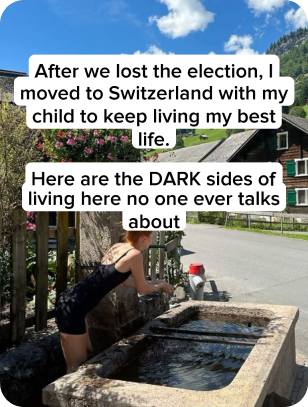 After we lost the election, I
moved to Switzerland with my
child to keep living my best
life.
Here are the DARK sides of
living here no one ever talks
about